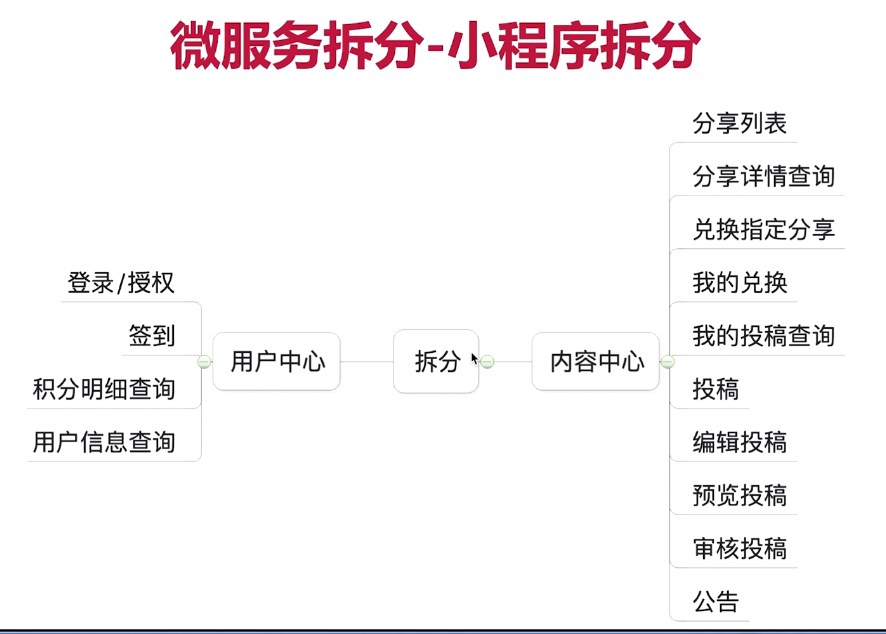 微服务拆分-小程序拆分
登录/授权
签到
积分明细查询
用户信息查询
用户中心
拆分
内容中心
分享列表
分享详情查询
兑换指定分享
我的兑换
我的投稿查询
投稿
编辑投稿
预览投稿
审核投稿
公告